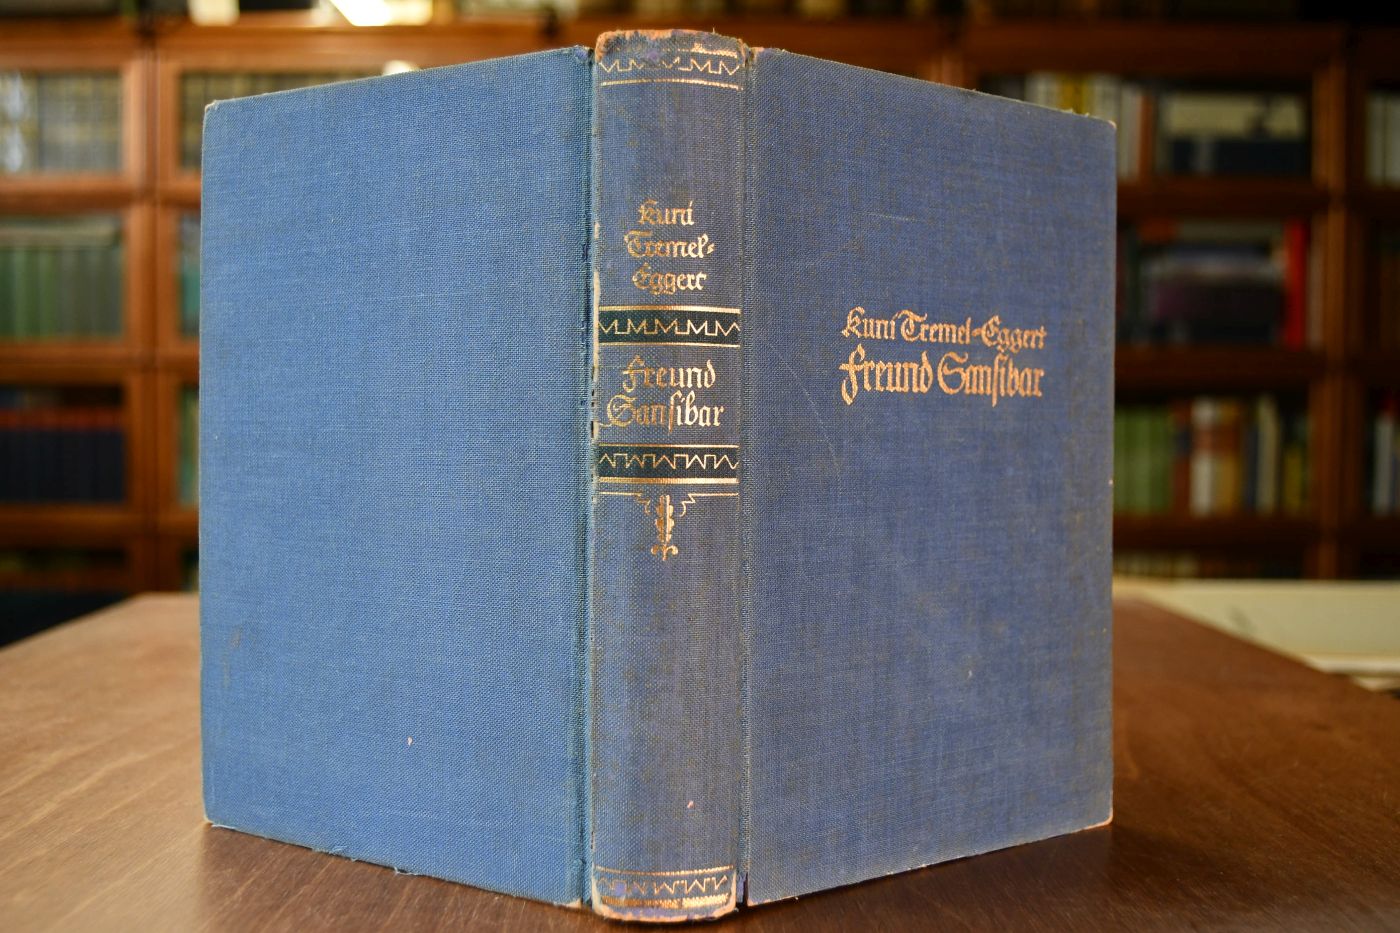 Kuni
Tremel-
Eggert
Freund
Sansibar
Kuni Tremel-Eggert
Freund Sansibar